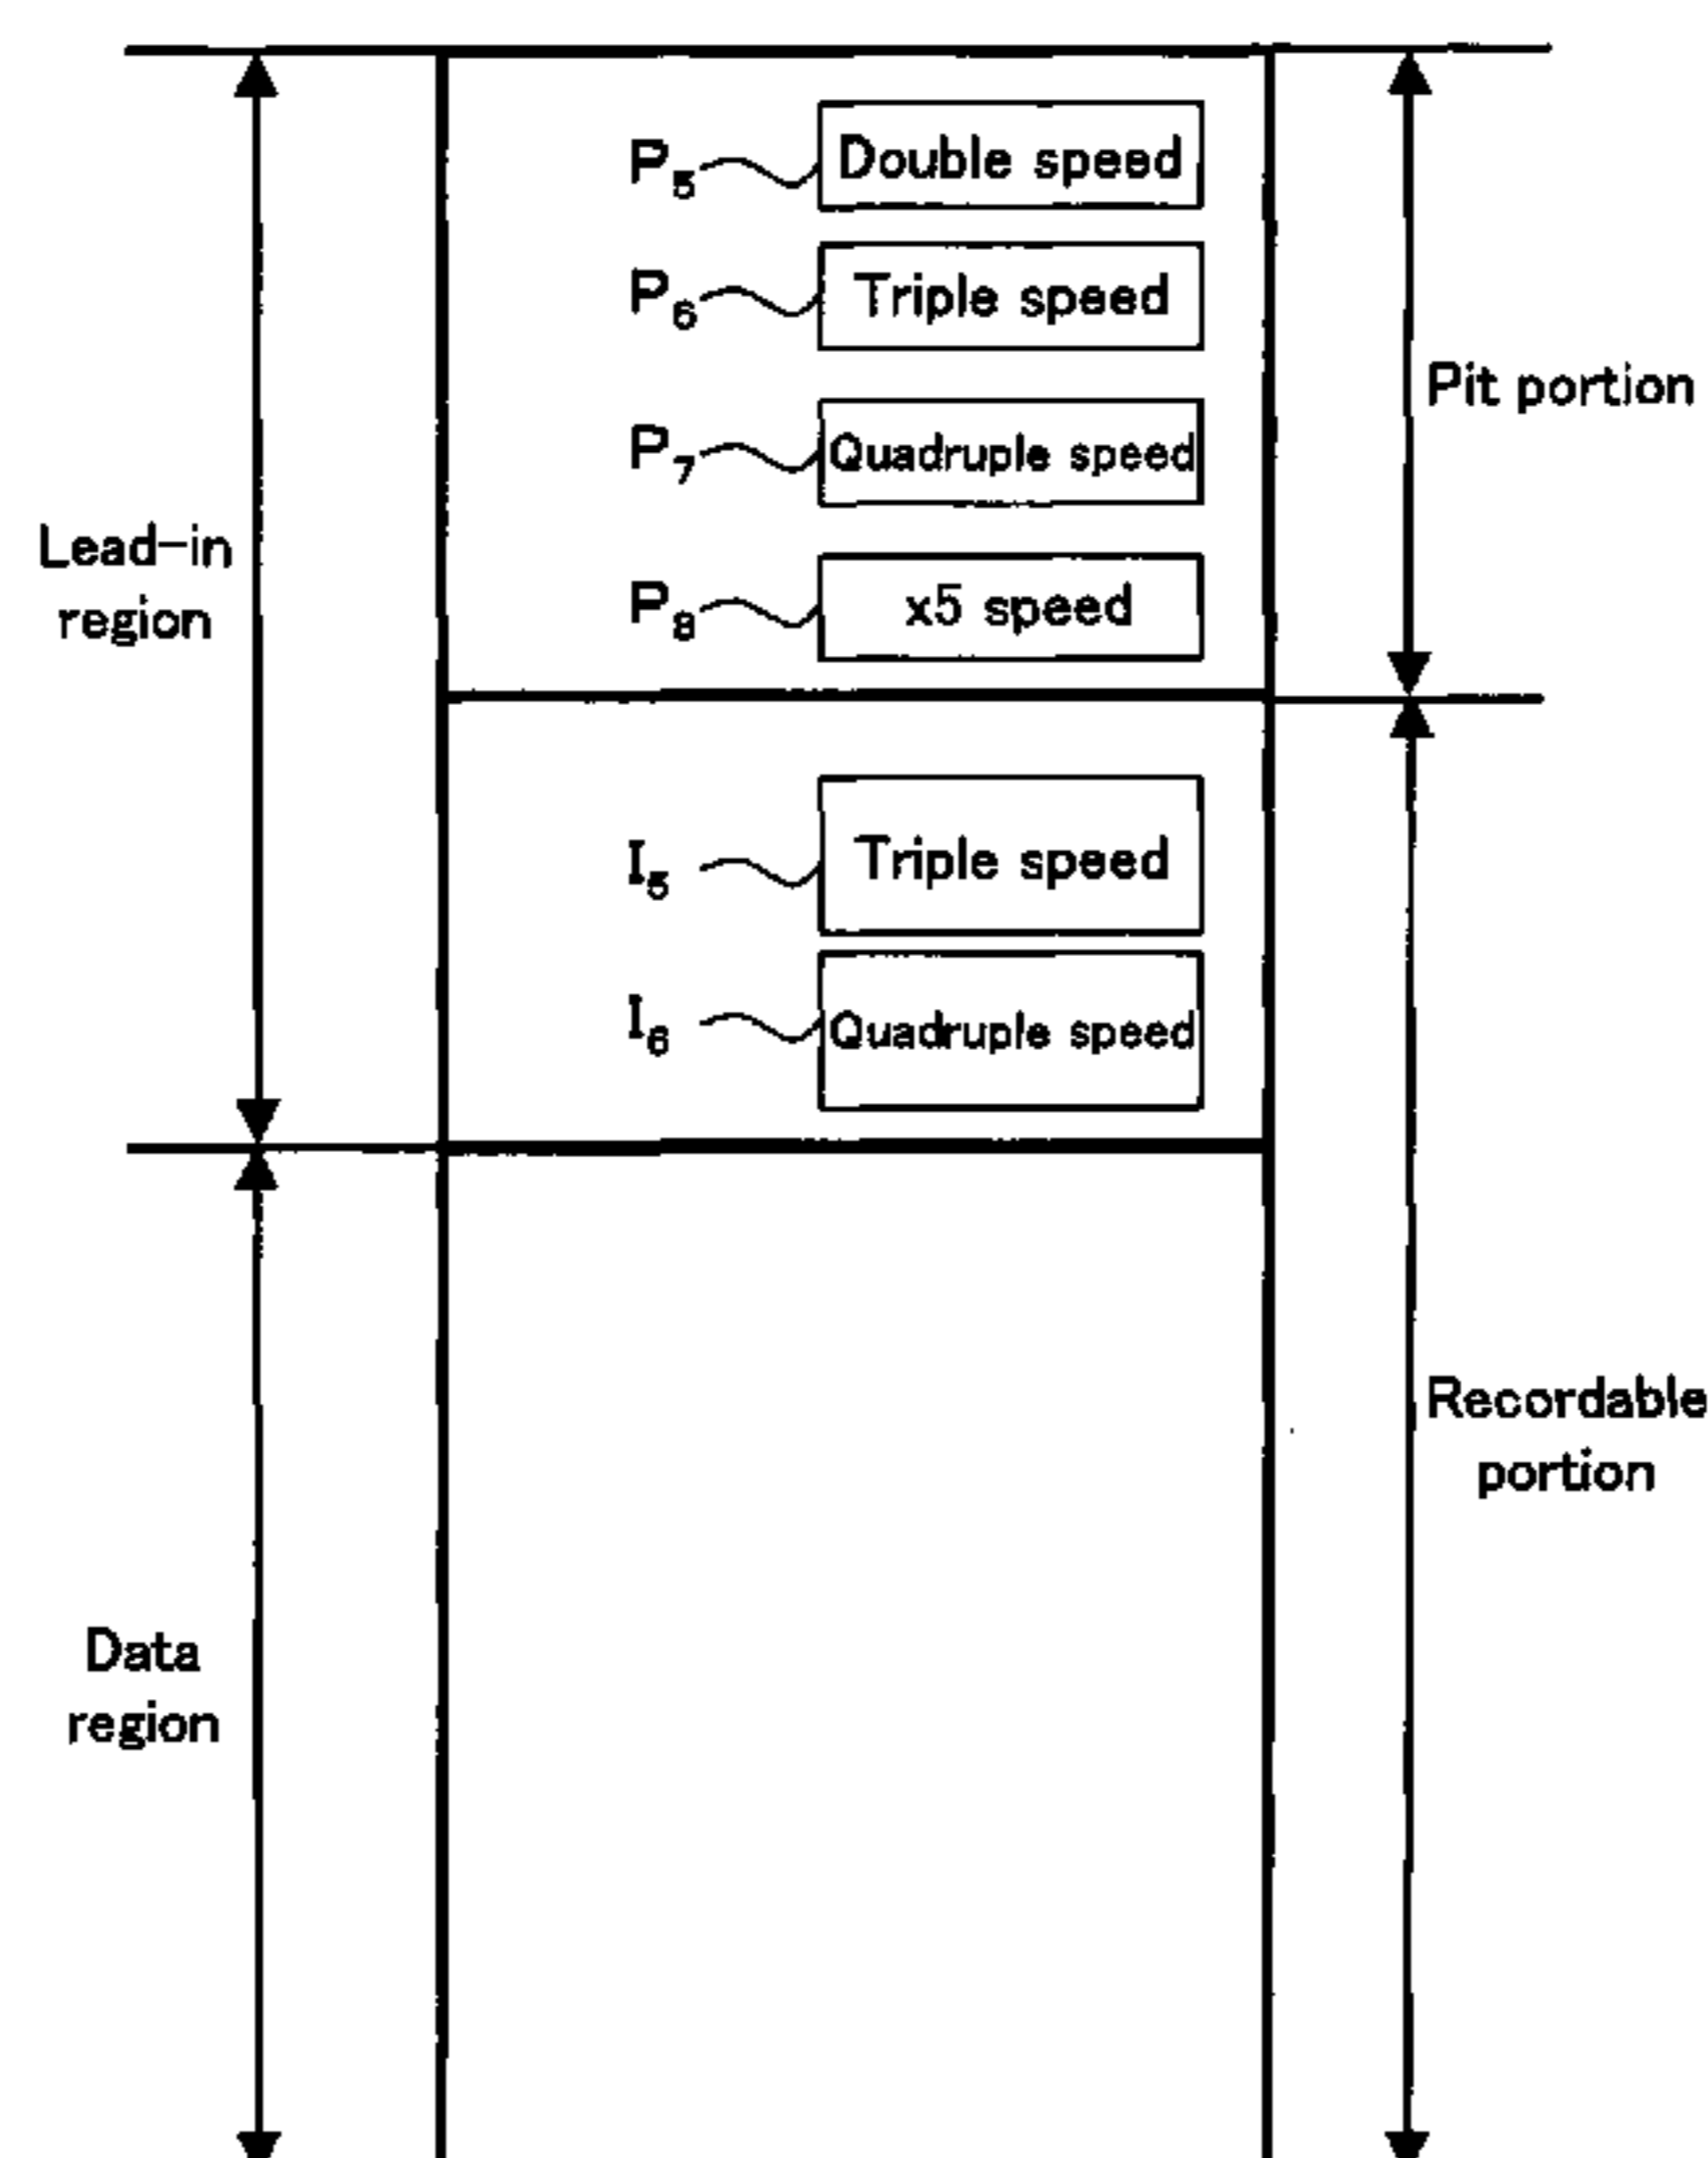 P5 Double speed
P6 Triple speed
Pit portion
P7 Quadruple speed
Lead-in
region
P8 x5 speed
I5 Triple speed
I6 Quadruple speed
Recordable
portion
Data
region